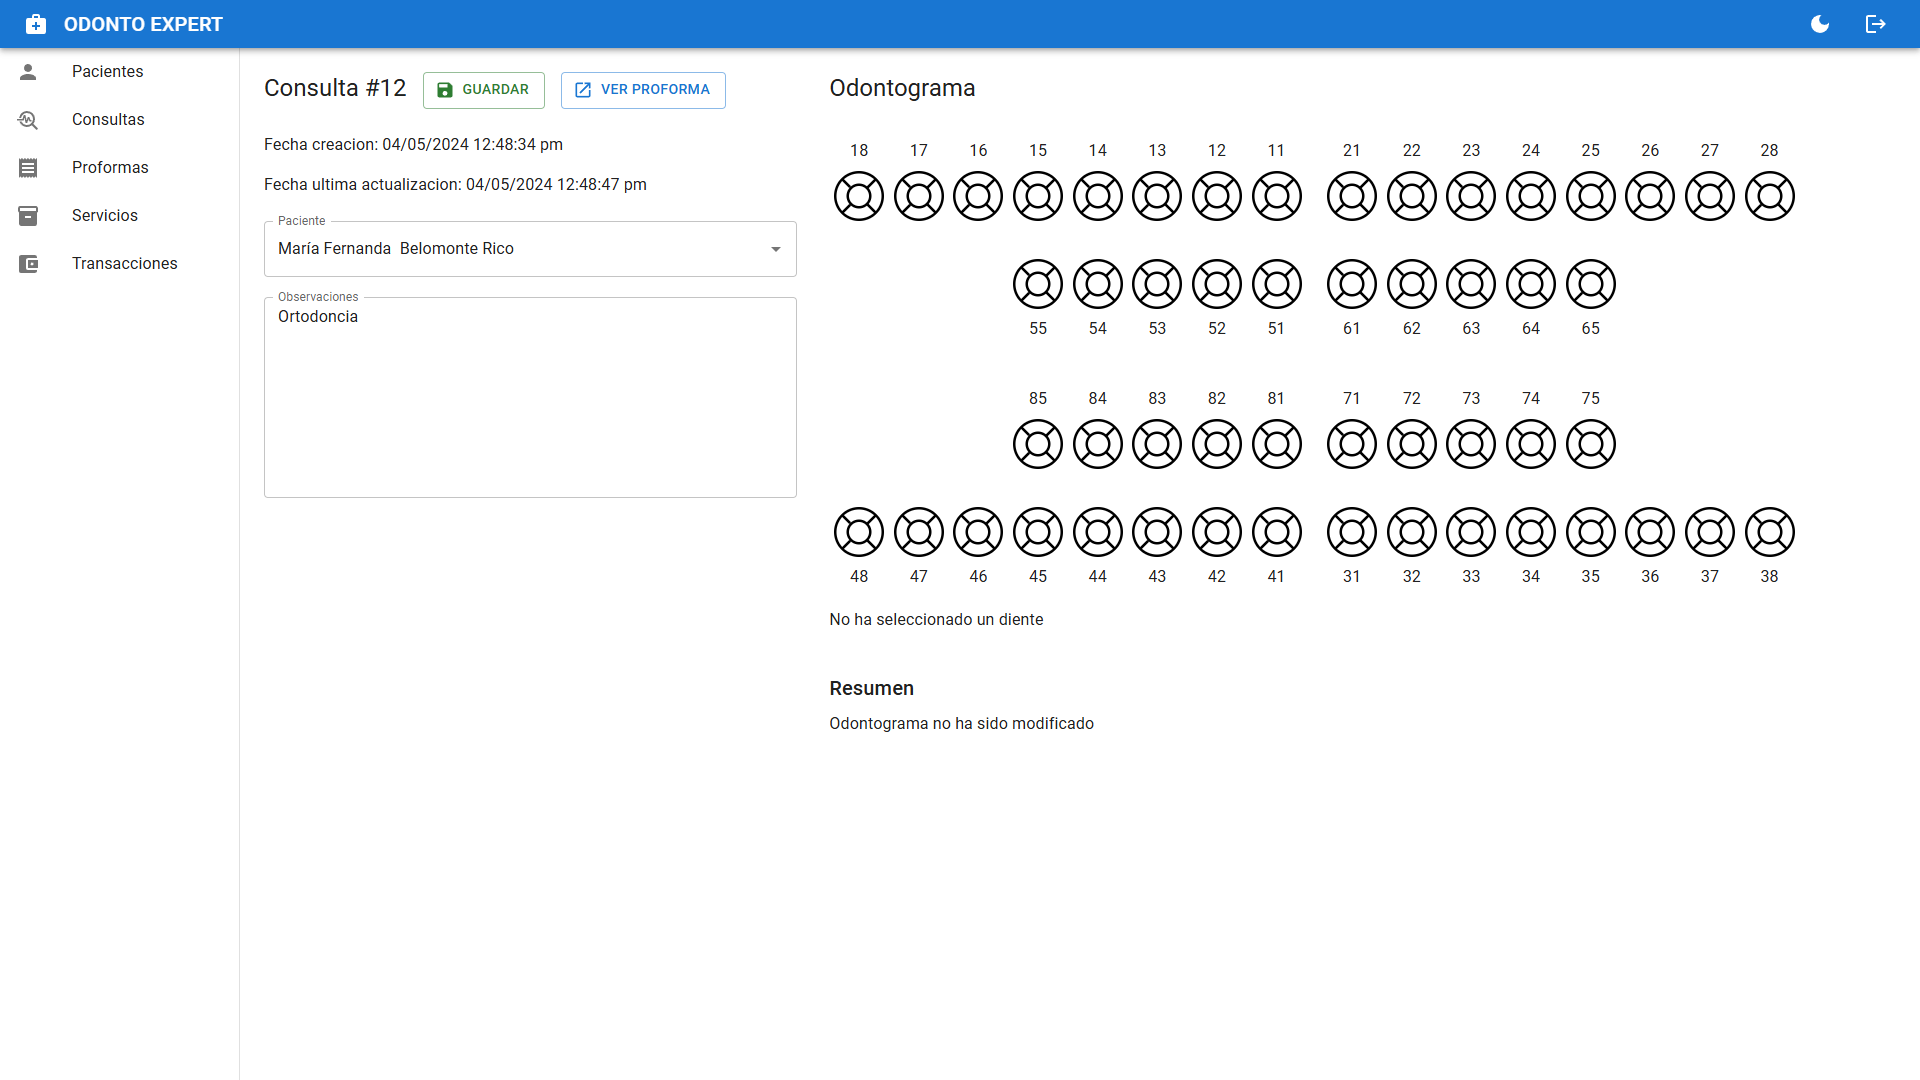 ODONTO EXPERT
Pacientes
Consultas
Proformas
Servicios
Transacciones
Consulta #12
GUARDAR
VER PROFORMA
Fecha creacion: 04/05/2024 12:48:34 pm
Fecha ultima actualizacion: 04/05/2024 12:48:47 pm
Paciente
María Fernanda  Belomonte Rico
Observaciones
Ortodoncia
Odontograma
18 17 16 15 14 13 12 11 21 22 23 24 25 26 27 28
55 54 53 52 51 61 62 63 64 65
85 84 83 82 81 71 72 73 74 75
48 47 46 45 44 43 42 41 31 32 33 34 35 36 37 38
No ha seleccionado un diente
Resumen
Odontograma no ha sido modificado